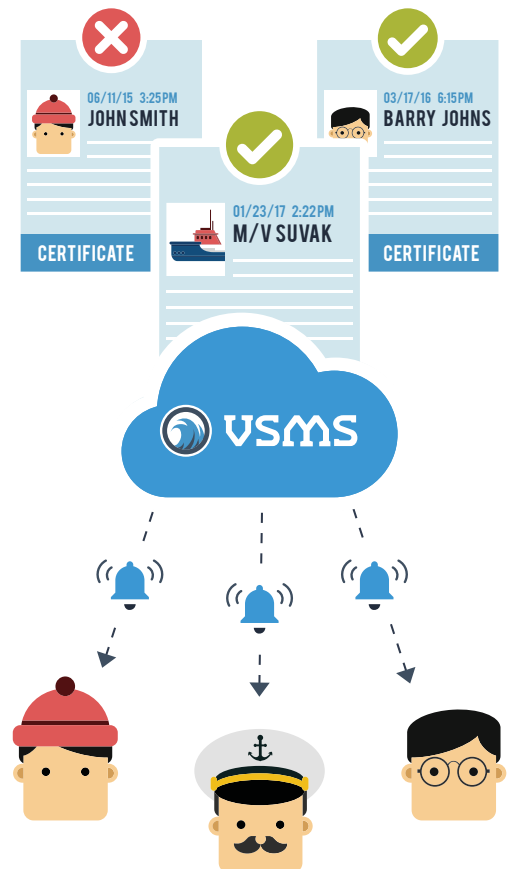 06/11/15 3:25PM
JOHN SMITH
CERTIFICATE
03/17/16 6:15PM
BARRY JOHNS
CERTIFICATE
01/23/17 2:22PM
M/V SUVAK
VSMS